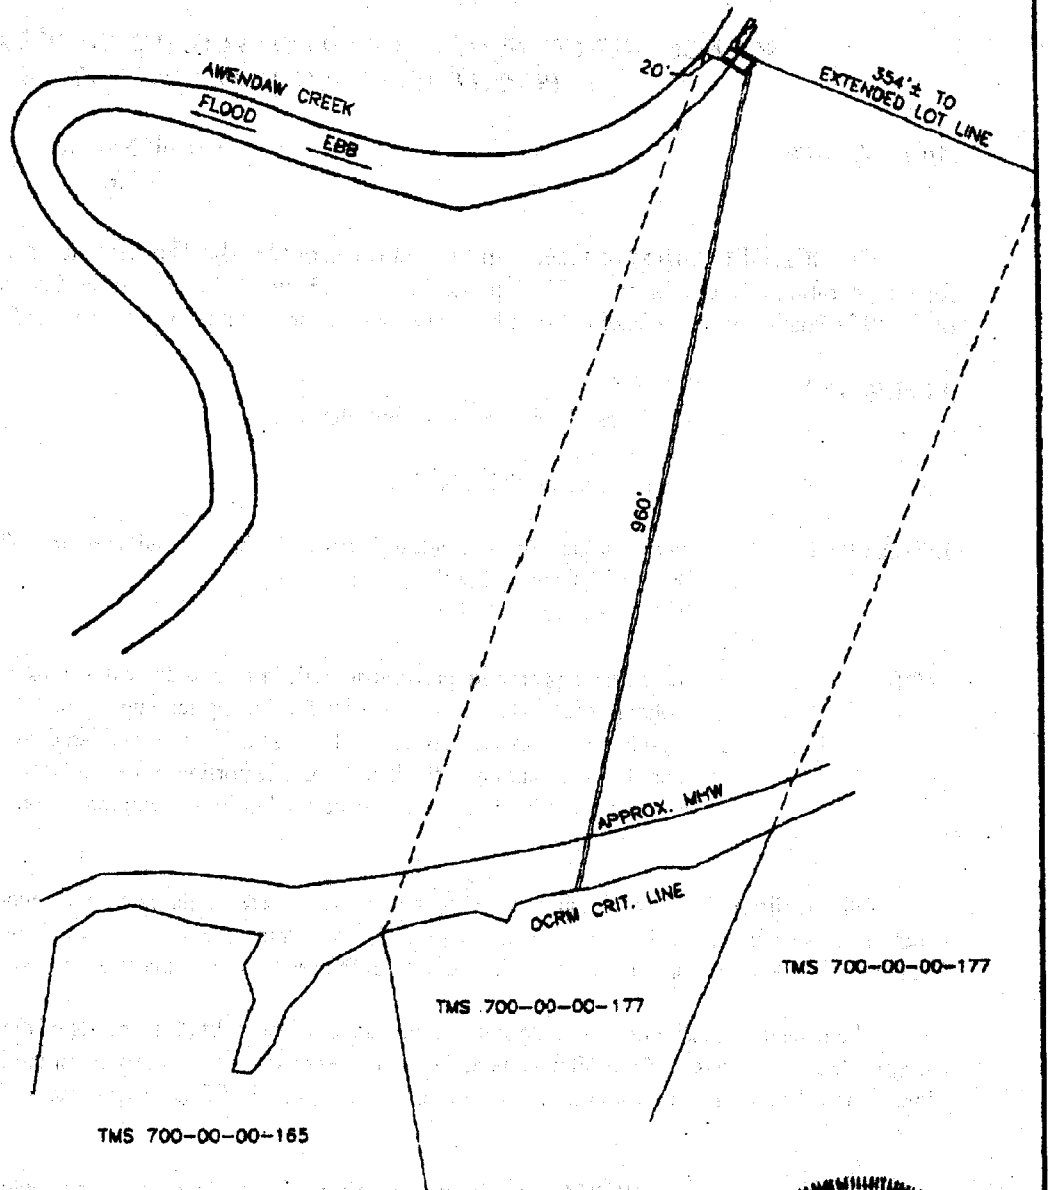 20'
354'± TO
EXTENDED LOT LINE
AWENDAW CREEK
FLOOD
EBB
960'
APPROX. MHW
OCRM CRIT. LINE
TMS 700-00-00-177
TMS 700-00-00-177
TMS 700-00-00-165